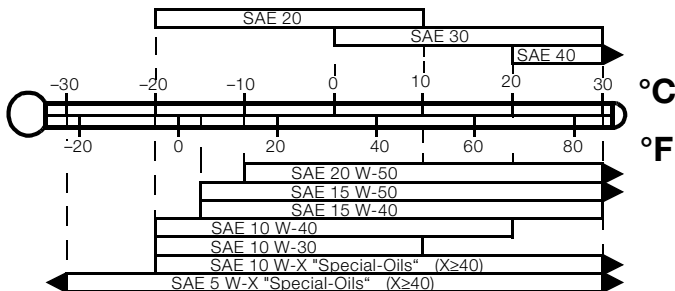 SAE 20
SAE 30
SAE 40
–30 –20 –10 0 10 20 30 °C
–20 0 20 40 60 80 °F
SAE 20 W-50
SAE 15 W-50
SAE 15 W-40
SAE 10 W-40
SAE 10 W-30
SAE 10 W-X "Special-Oils“ (X≥40)
SAE 5 W-X "Special-Oils“ (X≥40)